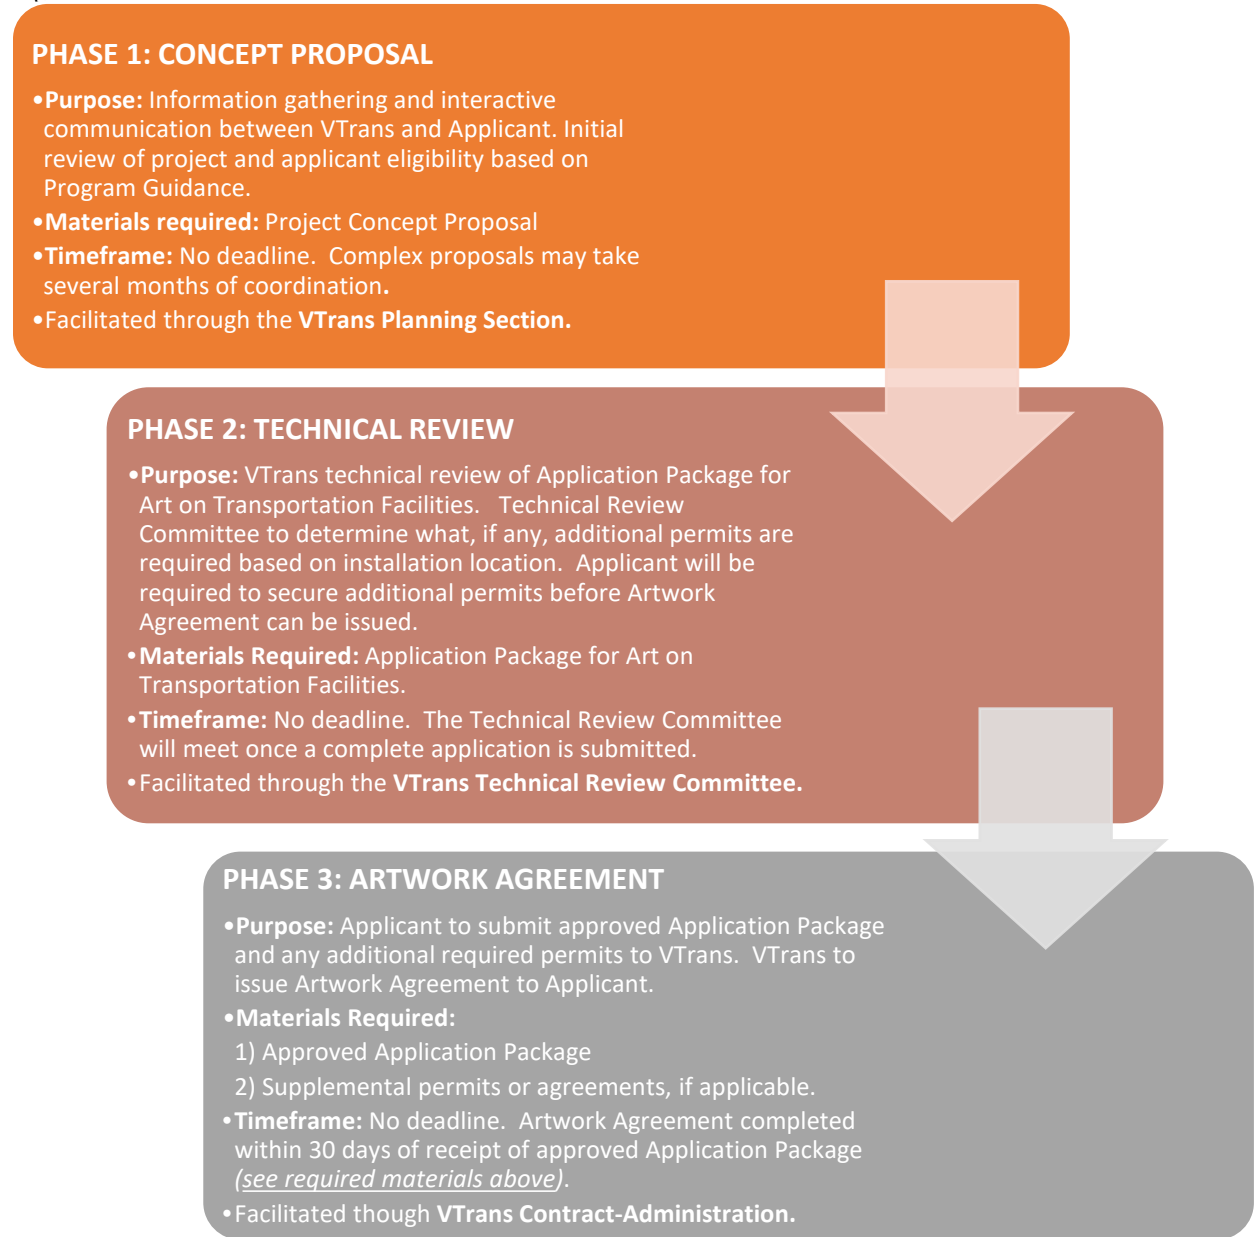 PHASE 1: CONCEPT PROPOSAL
•Purpose: Information gathering and interactive
communication between VTrans and Applicant. Initial
review of project and applicant eligibility based on
Program Guidance.
•Materials required: Project Concept Proposal
•Timeframe: No deadline.  Complex proposals may take
several months of coordination.
•Facilitated through the VTrans Planning Section.
PHASE 2: TECHNICAL REVIEW
•Purpose: VTrans technical review of Application Package for
Art on Transportation Facilities.   Technical Review
Committee to determine what, if any, additional permits are
required based on installation location.  Applicant will be
required to secure additional permits before Artwork
Agreement can be issued.
•Materials Required: Application Package for Art on
Transportation Facilities.
•Timeframe: No deadline.  The Technical Review Committee
will meet once a complete application is submitted.
•Facilitated through the VTrans Technical Review Committee.
PHASE 3: ARTWORK AGREEMENT
•Purpose: Applicant to submit approved Application Package
and any additional required permits to VTrans.  VTrans to
issue Artwork Agreement to Applicant.
•Materials Required:
1) Approved Application Package
2) Supplemental permits or agreements, if applicable.
•Timeframe: No deadline.  Artwork Agreement completed
within 30 days of receipt of approved Application Package
(see required materials above).
•Facilitated though VTrans Contract-Administration.